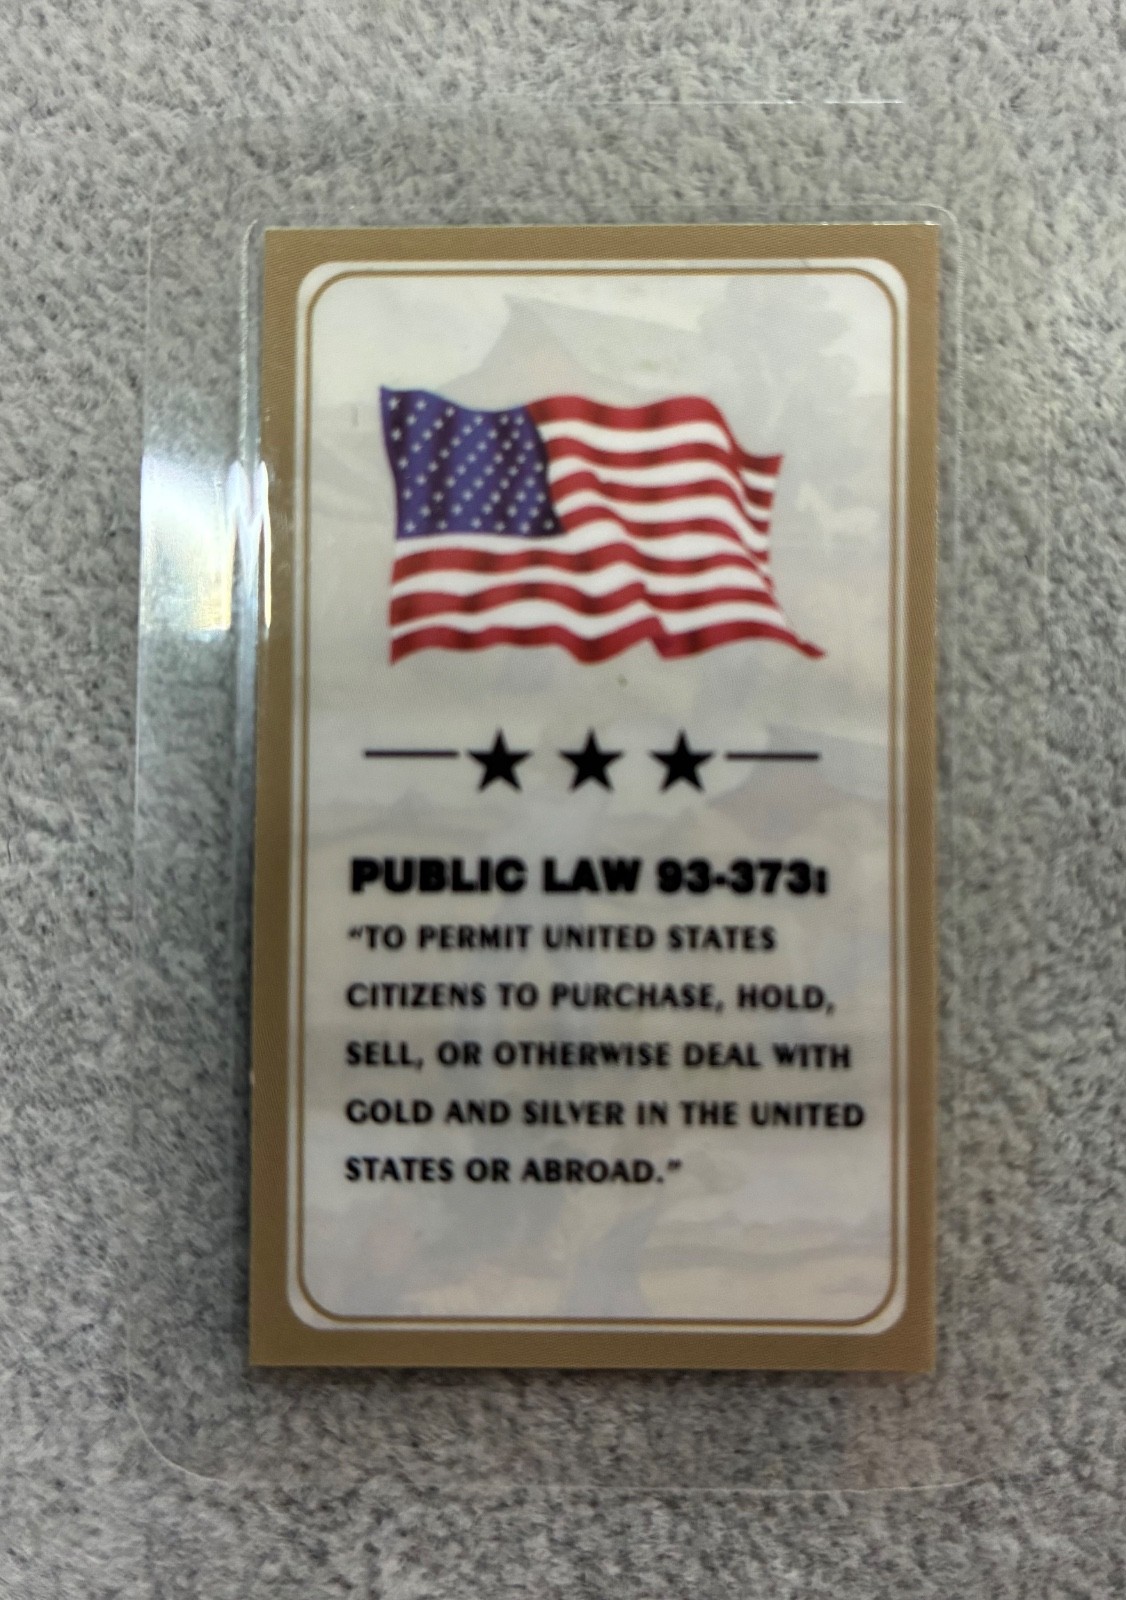 PUBLIC LAW 93-373:
"TO PERMIT UNITED STATES
CITIZENS TO PURCHASE, HOLD,
SELL, OR OTHERWISE DEAL WITH
GOLD AND SILVER IN THE UNITED
STATES OR ABROAD."